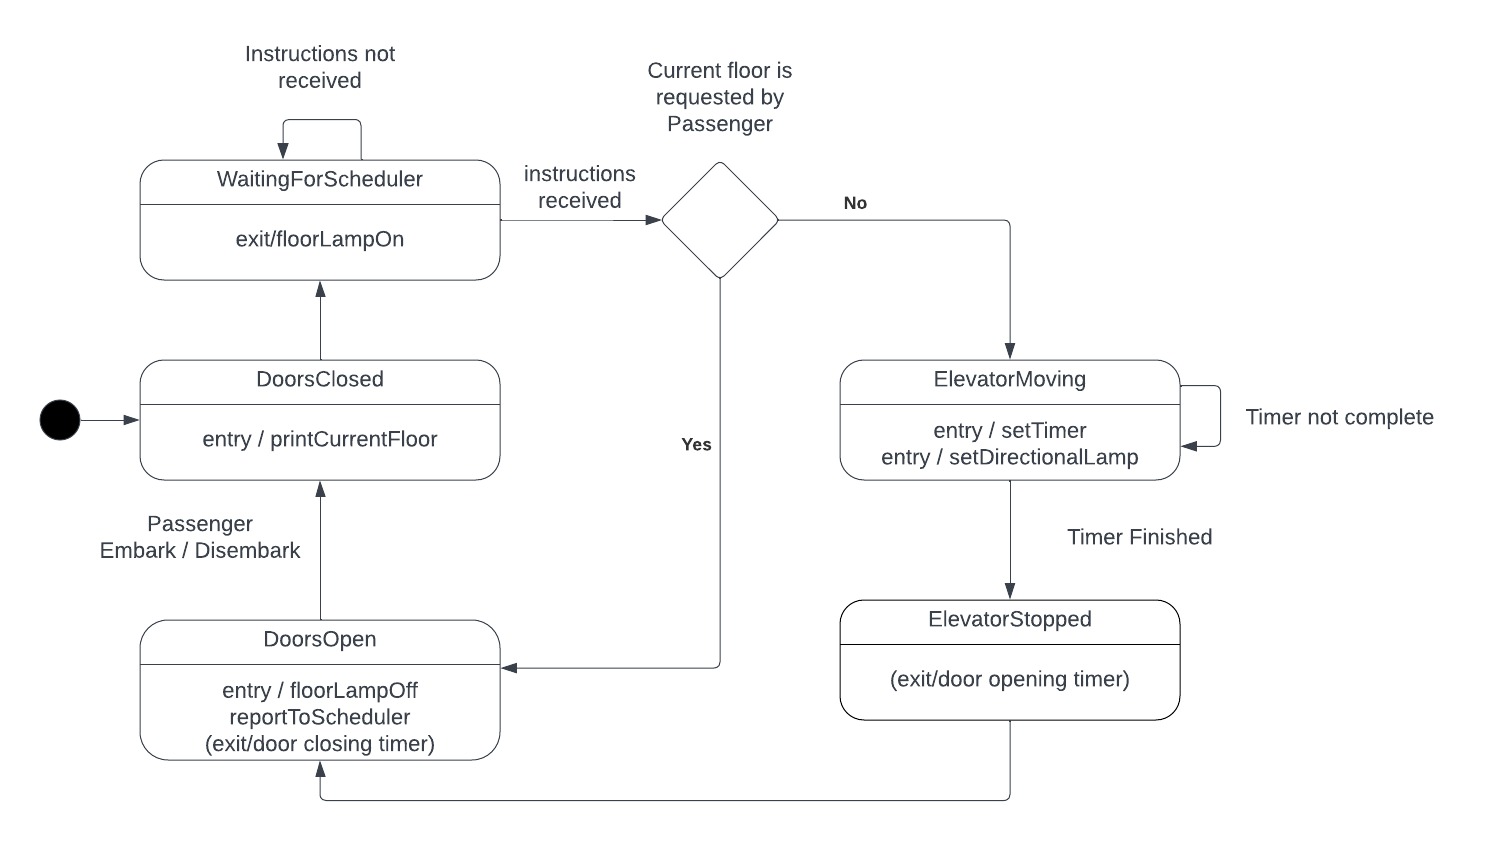 Instructions not
received
Current floor is
requested by
Passenger
WaitingForScheduler
exit/floorLampOn
instructions
received
No
DoorsClosed
entry / printCurrentFloor
ElevatorMoving
entry / setTimer
entry / setDirectionalLamp
Timer not complete
Yes
Passenger
Embark / Disembark
Timer Finished
DoorsOpen
entry / floorLampOff
reportToScheduler
(exit/door closing timer)
ElevatorStopped
(exit/door opening timer)